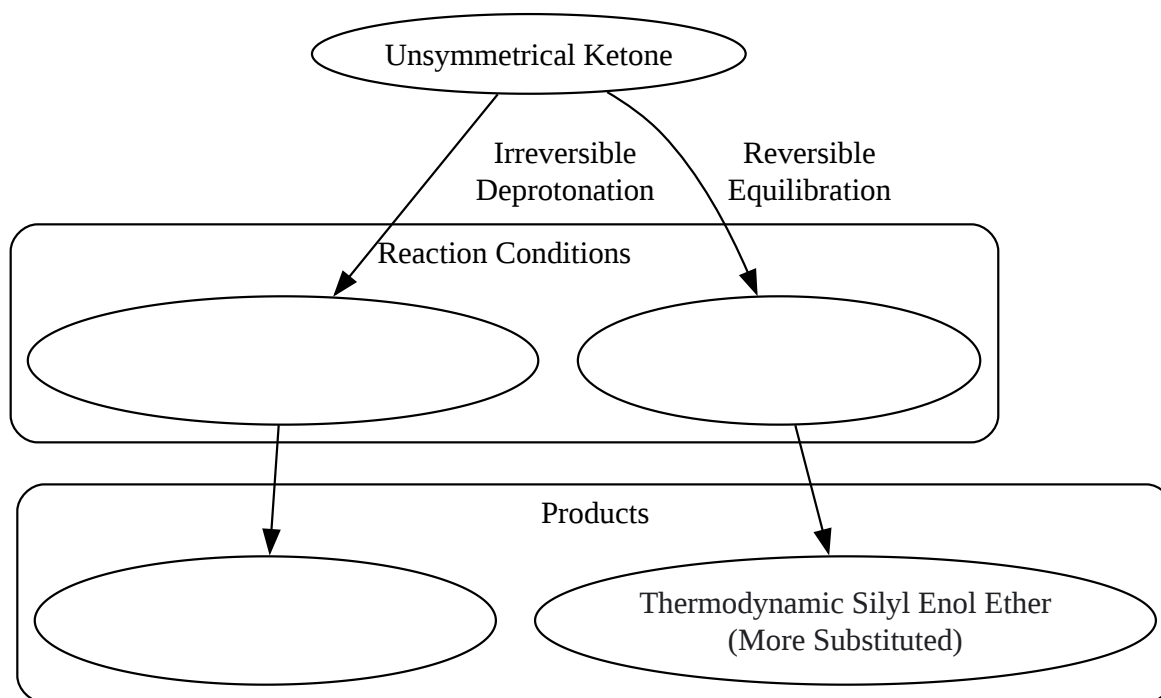 Unsymmetrical Ketone
Irreversible
Deprotonation
Reversible
Equilibration
Reaction Conditions
Products
Thermodynamic Silyl Enol Ether
(More Substituted)